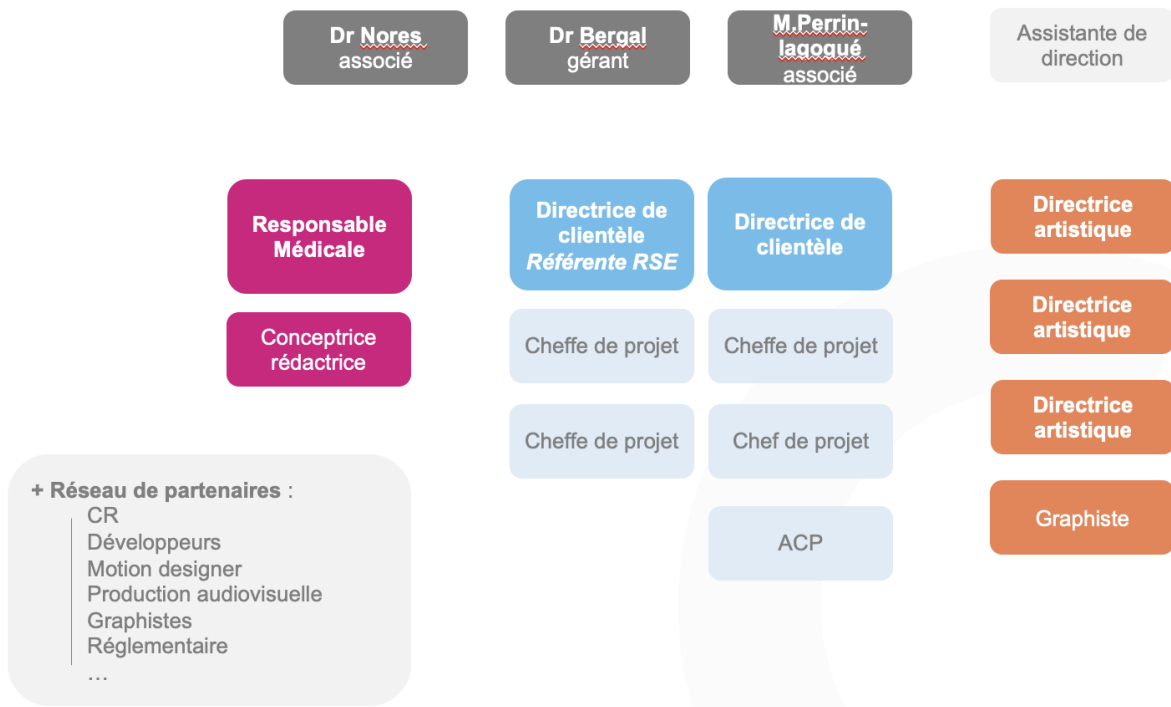 Dr Nores
associé
Dr Bergal
gérant
M.Perrin-
lagogué
associé
Assistante de
direction
Responsable
Médicale
Conceptrice
rédactrice
Directrice de
clientèle
Référente RSE
Cheffe de projet
Cheffe de projet
Directrice de
clientèle
Cheffe de projet
Chef de projet
ACP
Directrice
artistique
Directrice
artistique
Directrice
artistique
Graphiste
+ Réseau de partenaires :
CR
Développeurs
Motion designer
Production audiovisuelle
Graphistes
Réglementaire
…